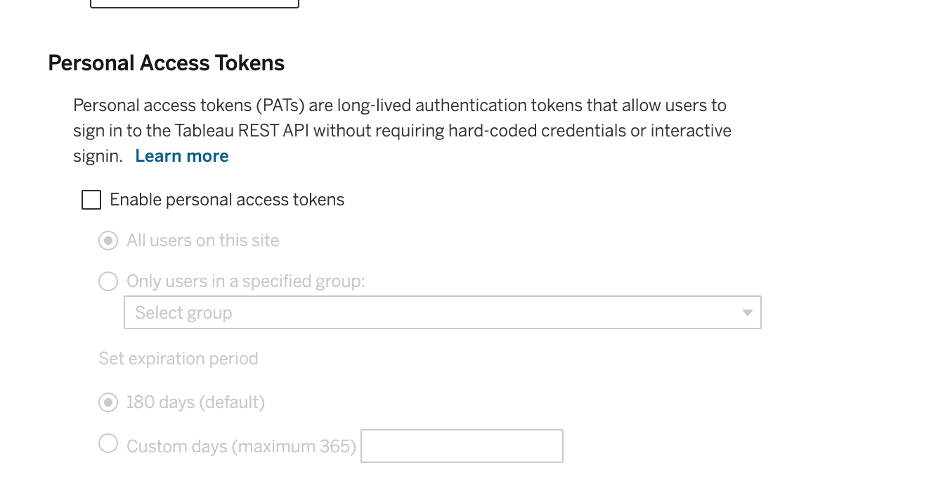 Personal Access Tokens
Personal access tokens (PATs) are long-lived authentication tokens that allow users to
sign in to the Tableau REST API without requiring hard-coded credentials or interactive
signin. Learn more
Enable personal access tokens
All users on this site
Only users in a specified group:
Select group
Set expiration period
180 days (default)
Custom days (maximum 365)